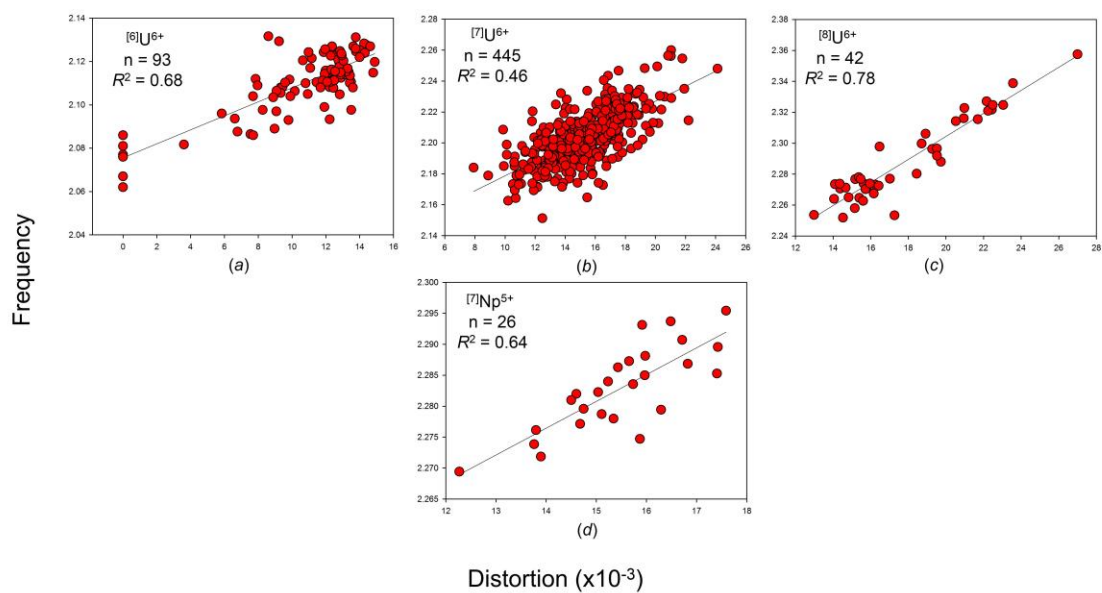 [6]U6+
n = 93
R2 = 0.68
2.14
2.12
2.10
2.08
2.06
2.04
0 2 4 6 8 10 12 14 16
(a)
[7]U6+
n = 445
R2 = 0.46
2.28
2.26
2.24
2.22
2.20
2.18
2.16
2.14
6 8 10 12 14 16 18 20 22 24 26
(b)
[8]U6+
n = 42
R2 = 0.78
2.38
2.36
2.34
2.32
2.30
2.28
2.26
2.24
12 14 16 18 20 22 24 26 28
(c)
[7]Np5+
n = 26
R2 = 0.64
2.300
2.295
2.290
2.285
2.280
2.275
2.270
2.265
12 13 14 15 16 17 18
(d)
Frequency
Distortion (x10-3)